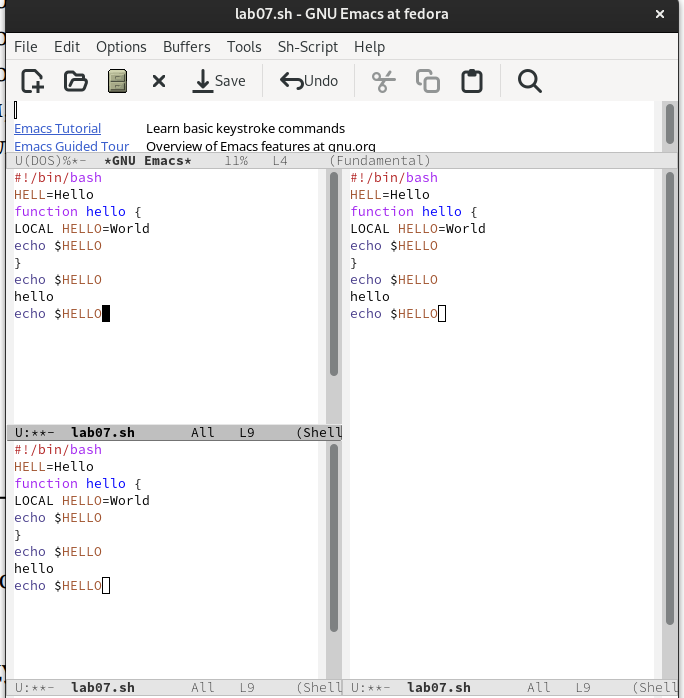 lab07.sh - GNU Emacs at fedora
File Edit Options Buffers Tools Sh-Script Help
Save Undo
Emacs Tutorial Learn basic keystroke commands
Emacs Guided Tour Overview of Emacs features at gnu.org
U(DOS)%*- *GNU Emacs* 11% L4 (Fundamental)
#!/bin/bash
HELL=Hello
function hello {
LOCAL HELLO=World
echo $HELLO
}
echo $HELLO
hello
echo $HELLO
U:**- lab07.sh All L9 (Shell
#!/bin/bash
HELL=Hello
function hello {
LOCAL HELLO=World
echo $HELLO
}
echo $HELLO
hello
echo $HELLO
U:**- lab07.sh All L9 (Shell
#!/bin/bash
HELL=Hello
function hello {
LOCAL HELLO=World
echo $HELLO
}
echo $HELLO
hello
echo $HELLO
U:**- lab07.sh All L9 (Shell